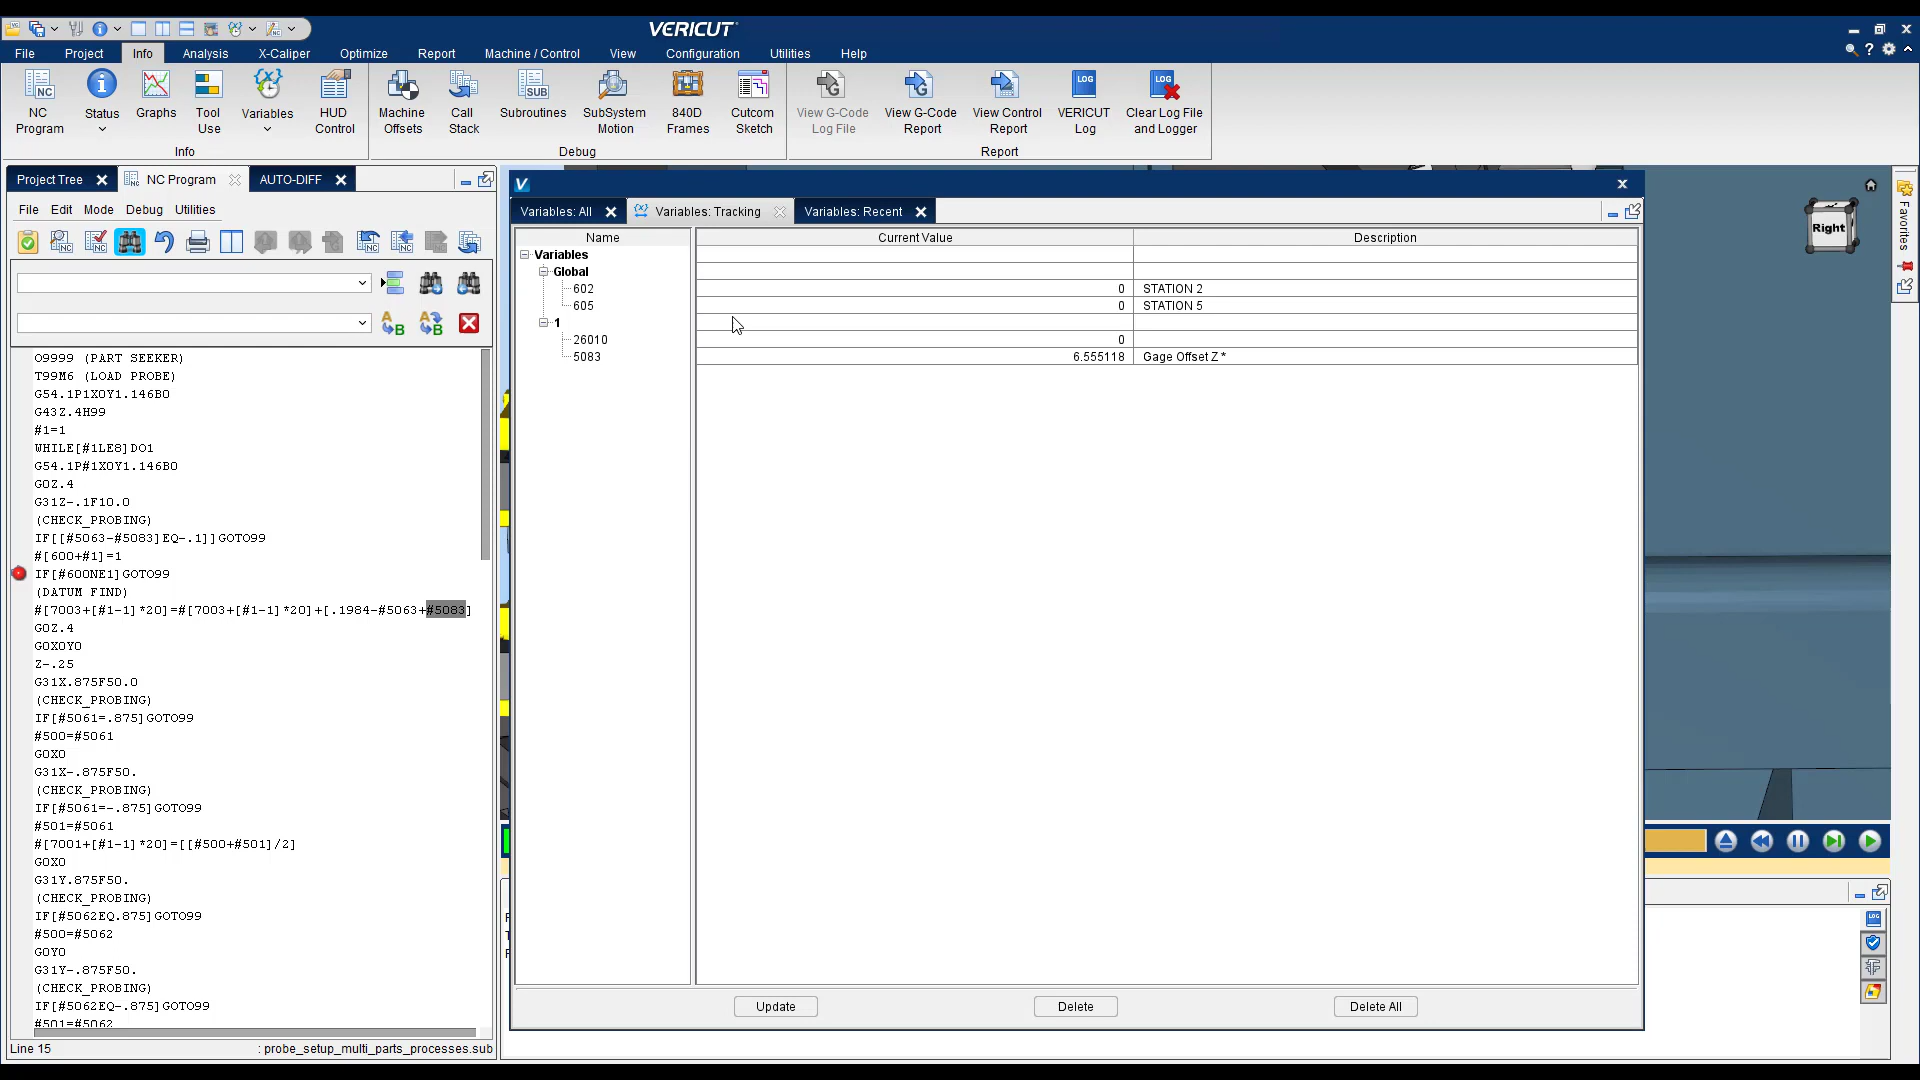 VERICUT
File Project Info Analysis X-Caliper Optimize Report Machine / Control View Configuration Utilities Help
NC Program
Status
Graphs
Tool Use
Variables
HUD Control
Machine Offsets
Call Stack
Subroutines
SubSystem Motion
840D Frames
Cutcom Sketch
View G-Code Log File
View G-Code Report
View Control Report
VERICUT Log
Clear Log File and Logger
Info Debug Report
Project Tree NC Program AUTO-DIFF
File Edit Mode Debug Utilities
O9999 (PART SEEKER)
T99M6 (LOAD PROBE)
G54.1P1X0Y1.146B0
G43Z.4H99
#1=1
WHILE[#1LE8]DO1
G54.1P#1X0Y1.146B0
G0Z.4
G31Z-.1F10.0
(CHECK_PROBING)
IF[[#5063-#5083]EQ-.1]]GOTO99
#[600+#1]=1
IF[#600NE1]GOTO99
(DATUM FIND)
#[7003+[#1-1]*20]=#[7003+[#1-1]*20]+[.1984-#5063+#5083]
G0Z.4
G0X0Y0
Z-.25
G31X.875F50.0
(CHECK_PROBING)
IF[#5061=.875]GOTO99
#500=#5061
G0X0
G31X-.875F50.
(CHECK_PROBING)
IF[#5061=-.875]GOTO99
#501=#5061
#[7001+[#1-1]*20]=[[#500+#501]/2]
G0X0
G31Y.875F50.
(CHECK_PROBING)
IF[#5062EQ.875]GOTO99
#500=#5062
G0Y0
G31Y-.875F50.
(CHECK_PROBING)
IF[#5062EQ-.875]GOTO99
#501=#5062
Line 15 : probe_setup_multi_parts_processes.sub
Variables: All Variables: Tracking Variables: Recent
Name Current Value Description
Variables
Global
602 0 STATION 2
605 0 STATION 5
1
26010 0
5083 6.555118 Gage Offset Z *
Update Delete Delete All
Right
Favorites